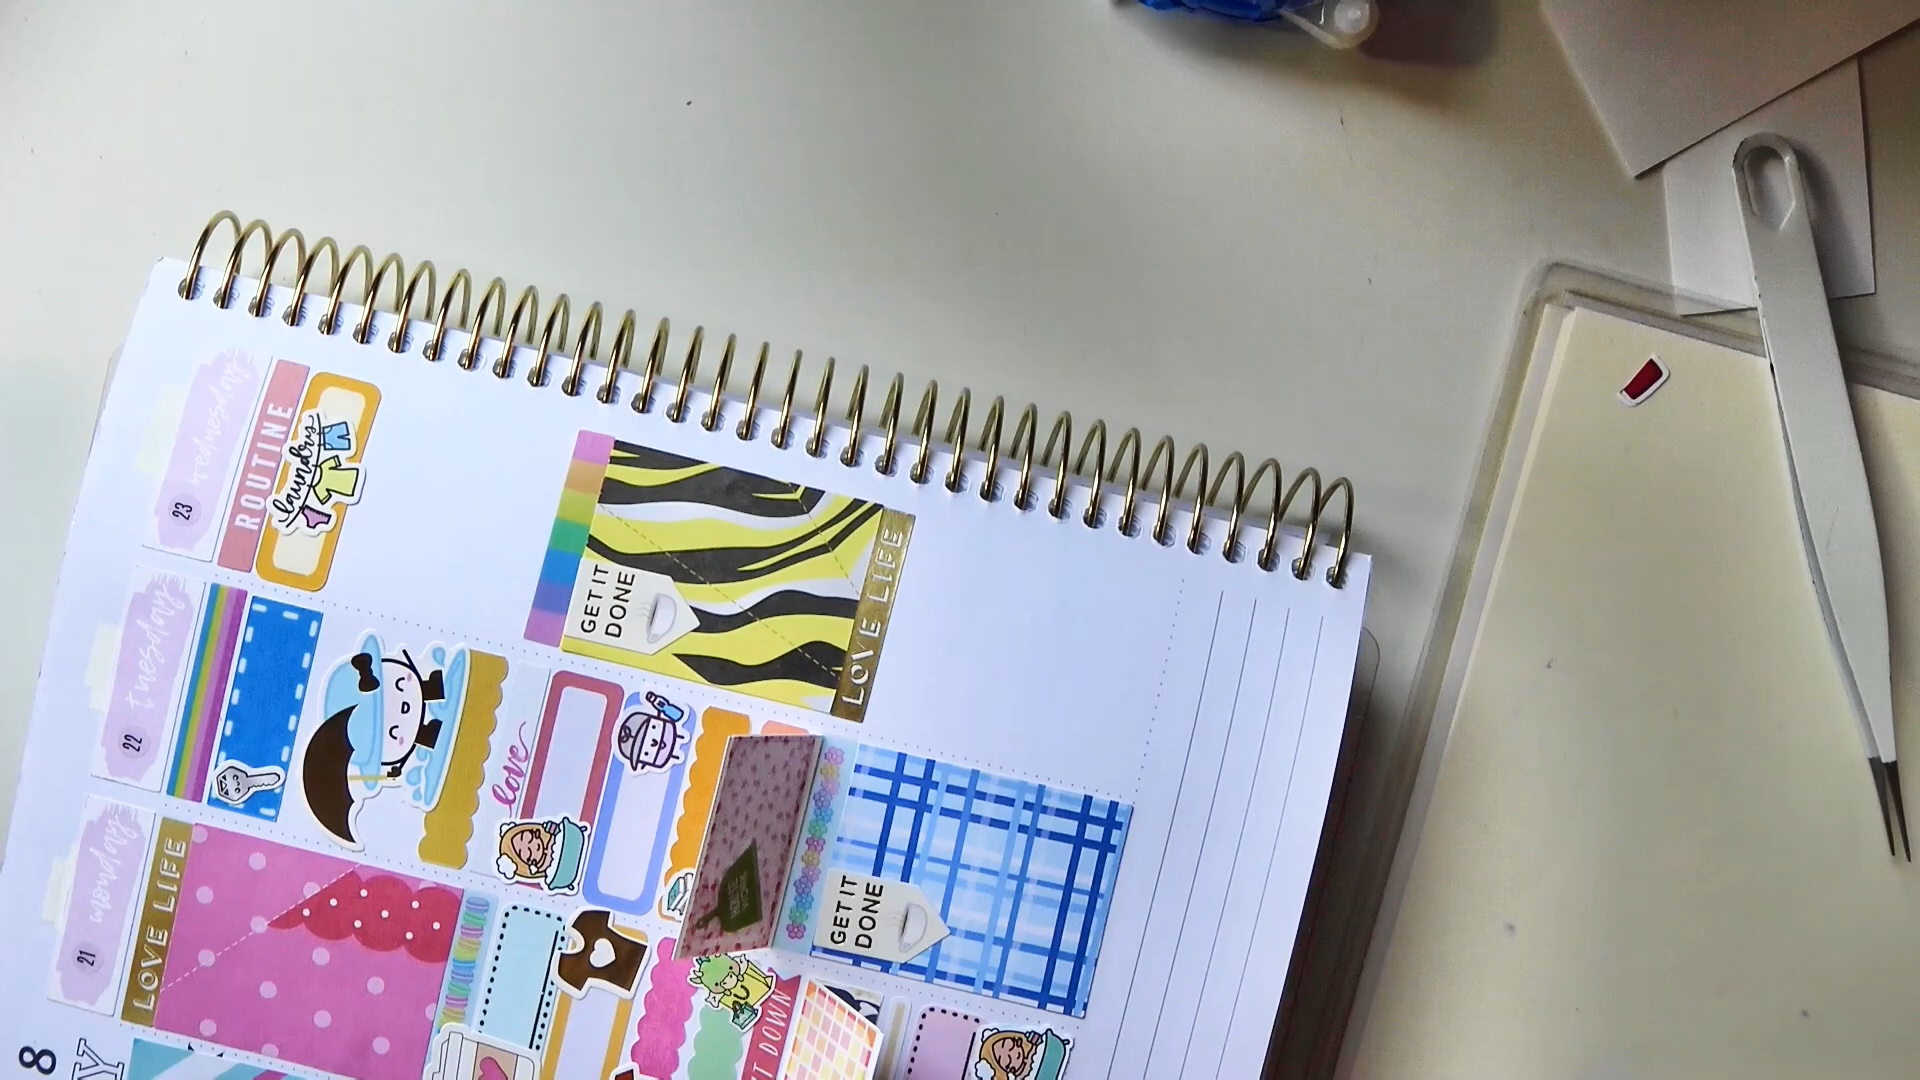 wednesday
23
ROUTINE
laundry
GET IT
DONE
LOVE LIFE
tuesday
22
love
GET IT
DONE
monday
21
LOVE LIFE
DOWN
8